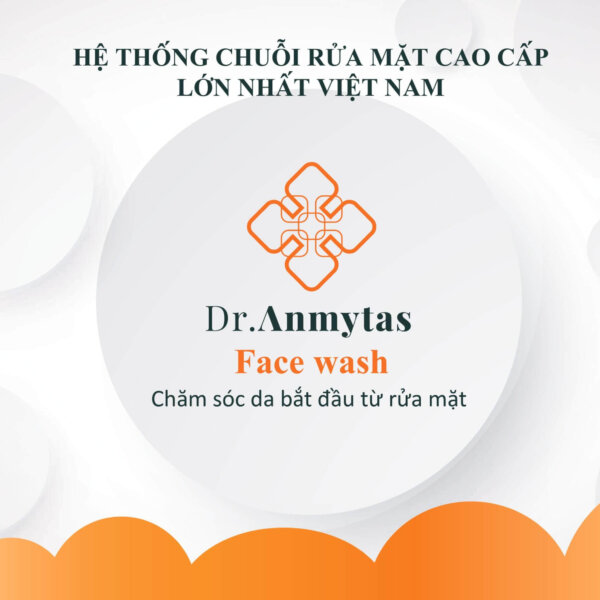 HỆ THỐNG CHUỖI RỬA MẶT CAO CẤP
LỚN NHẤT VIỆT NAM
Dr.Anmytas
Face wash
Chăm sóc da bắt đầu từ rửa mặt